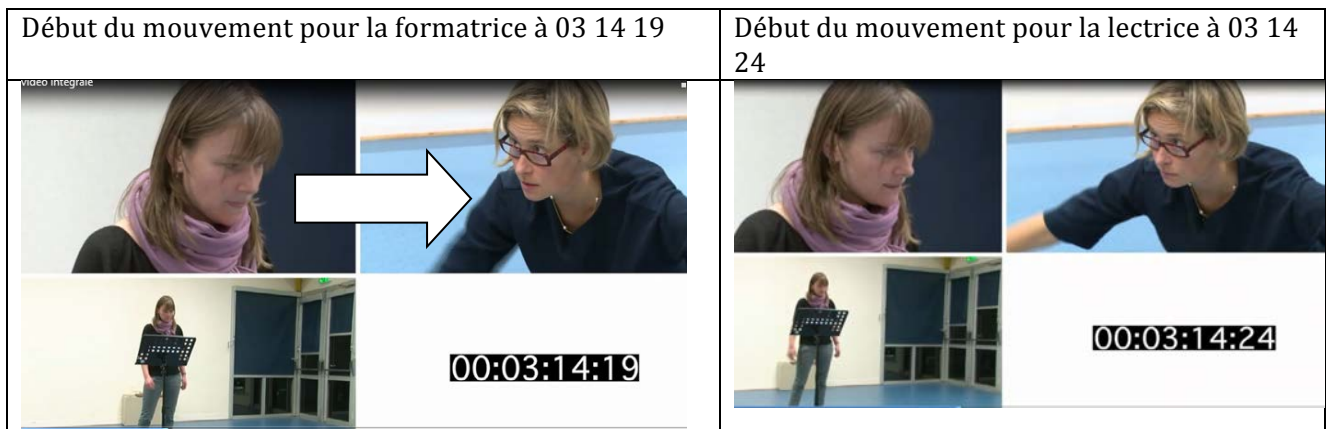 Début du mouvement pour la formatrice à 03 14 19
Début du mouvement pour la lectrice à 03 14
24
Vidéo intégrale
00:03:14:19
00:03:14:24